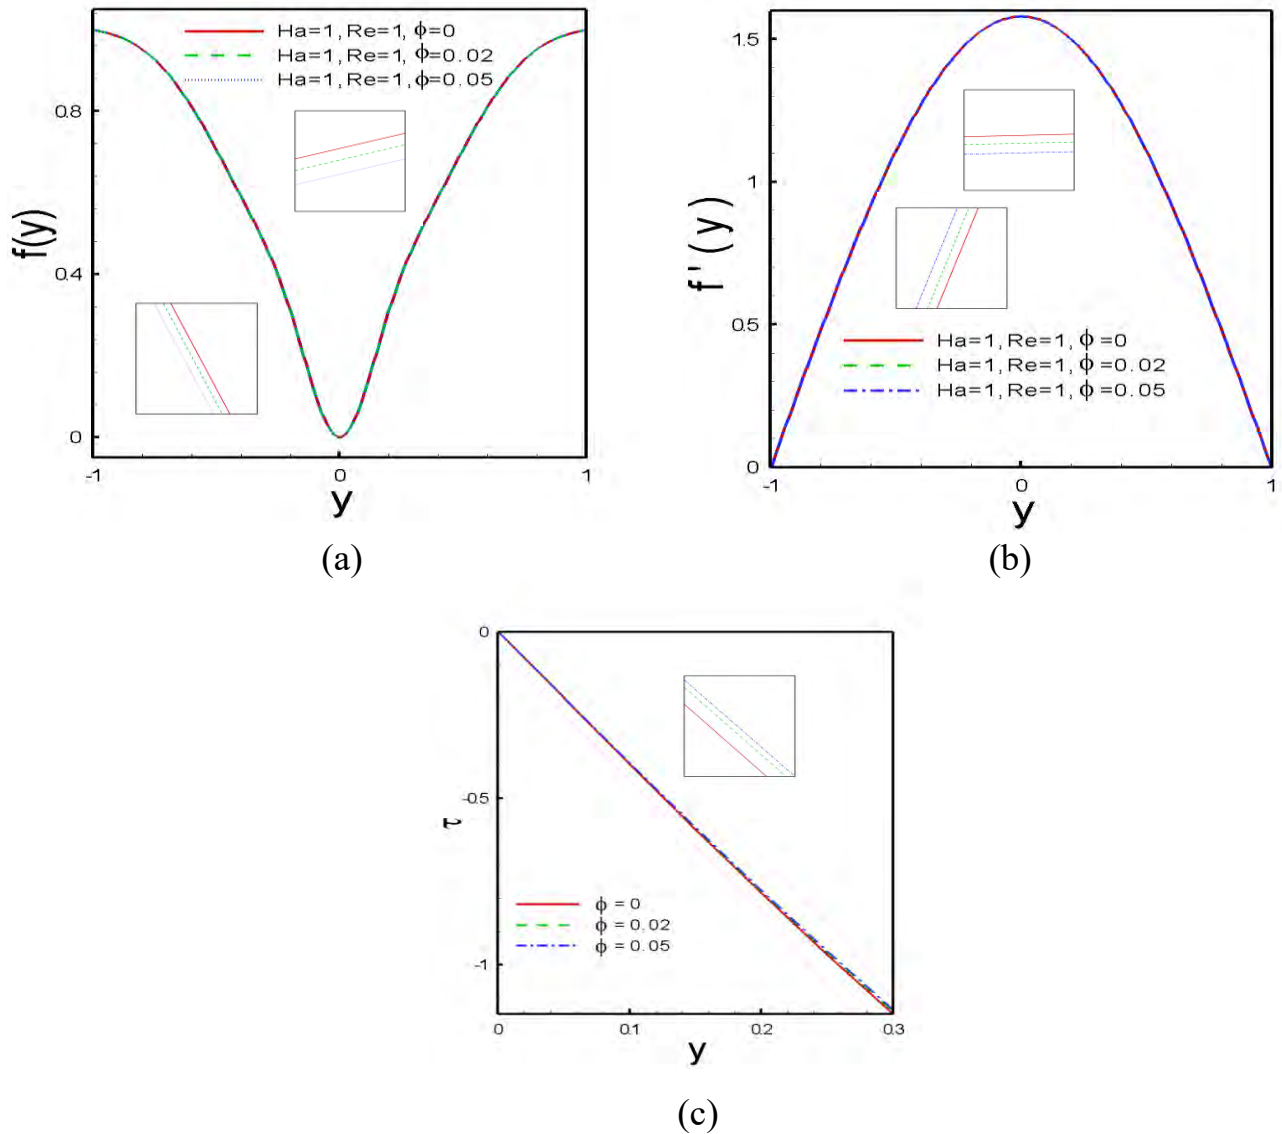 Ha=1, Re=1, ϕ=0
Ha=1, Re=1, ϕ=0.02
Ha=1, Re=1, ϕ=0.05
0.8
0.4
0
f(y)
-1
0
1
y
(a)
1.5
1
0.5
0
f'(y)
Ha=1, Re=1, ϕ=0
Ha=1, Re=1, ϕ=0.02
Ha=1, Re=1, ϕ=0.05
-1
0
1
y
(b)
0
-0.5
-1
τ
ϕ = 0
ϕ = 0.02
ϕ = 0.05
0
0.1
0.2
0.3
y
(c)